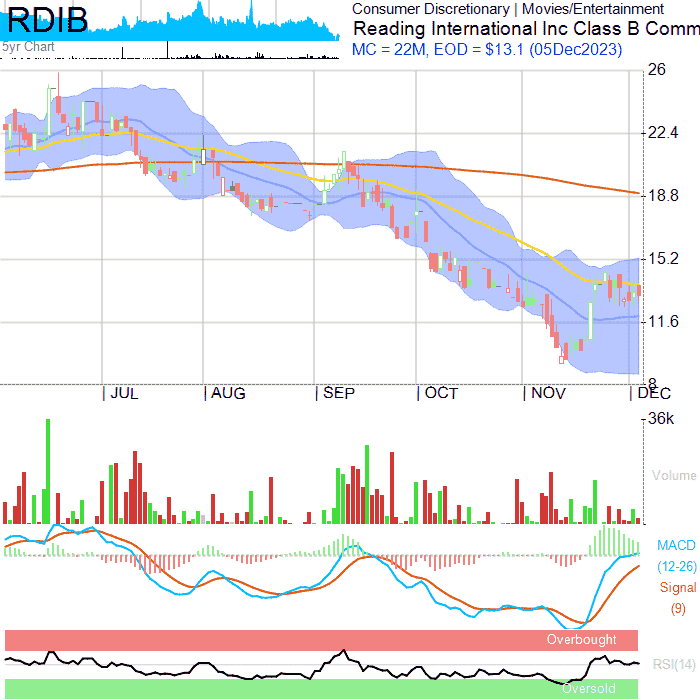 RDIB
5yr Chart
Consumer Discretionary | Movies/Entertainment
Reading International Inc Class B Comm
MC = 22M, EOD = $13.1 (05Dec2023)
26
22.4
18.8
15.2
11.6
8
JUL
AUG
SEP
OCT
NOV
DEC
36k
Volume
MACD
(12-26)
Signal
(9)
Overbought
RSI(14)
Oversold